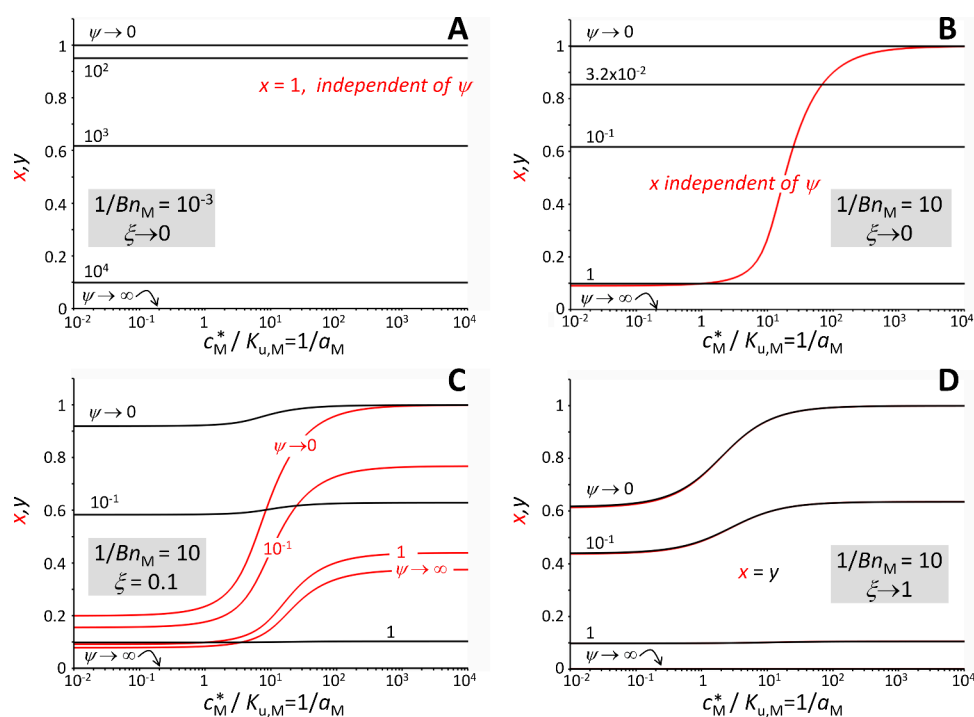 A
ψ→0
1
10²
x = 1, independent of ψ
0.8
10³
0.6
x,y
0.4
1/Bn_M = 10⁻³
ξ→0
0.2
10⁴
ψ→∞
0
10⁻² 10⁻¹ 1 10¹ 10² 10³ 10⁴
c*_M / K_u,M=1/a_M
B
ψ→0
1
3.2x10⁻²
0.8
10⁻¹
0.6
x,y
x independent of ψ
0.4
1/Bn_M = 10
ξ→0
0.2
1
ψ→∞
0
10⁻² 10⁻¹ 1 10¹ 10² 10³ 10⁴
c*_M / K_u,M=1/a_M
C
1
ψ→0
ψ→0
0.8
10⁻¹
0.6
x,y
10⁻¹
1/Bn_M = 10
ξ = 0.1
1
0.4
ψ→∞
0.2
1
ψ→∞
0
10⁻² 10⁻¹ 1 10¹ 10² 10³ 10⁴
c*_M / K_u,M=1/a_M
D
1
0.8
ψ→0
0.6
x,y
10⁻¹
x = y
1/Bn_M = 10
ξ→1
0.4
0.2
1
ψ→∞
0
10⁻² 10⁻¹ 1 10¹ 10² 10³ 10⁴
c*_M / K_u,M=1/a_M